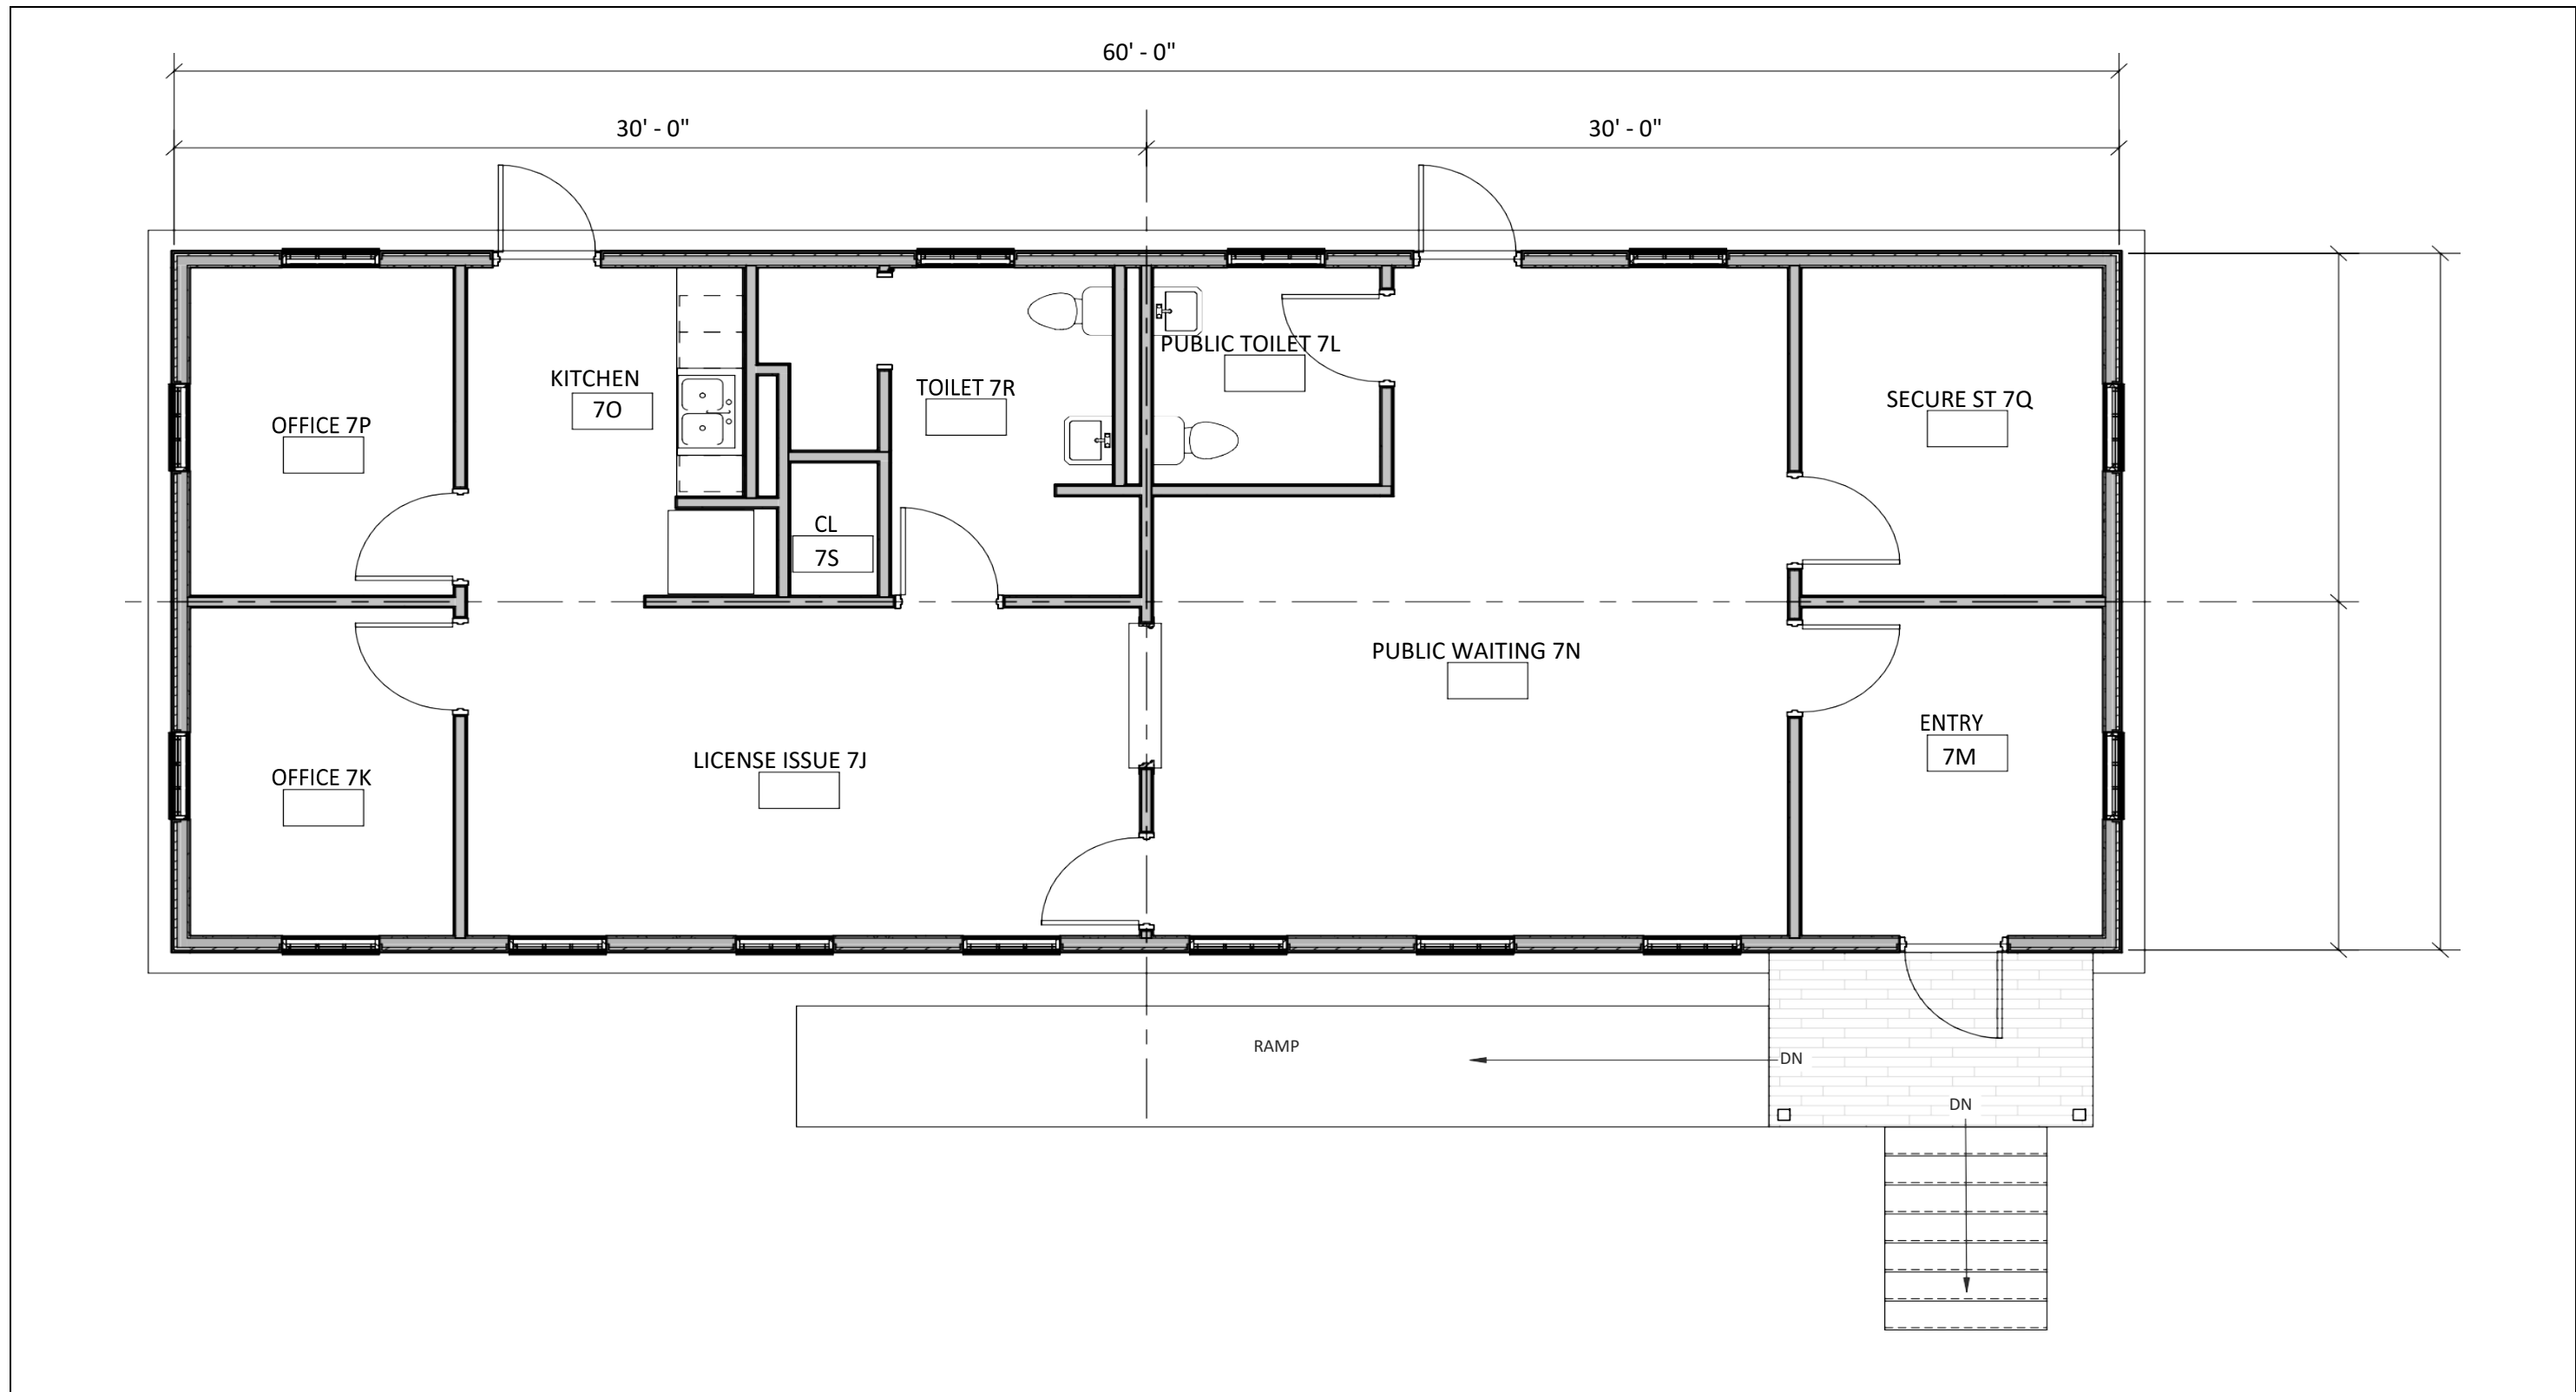 60' - 0"
30' - 0"
30' - 0"
PUBLIC TOILET 7L
KITCHEN
7O
TOILET 7R
SECURE ST 7Q
OFFICE 7P
CL
7S
PUBLIC WAITING 7N
ENTRY
7M
LICENSE ISSUE 7J
OFFICE 7K
RAMP
DN
DN